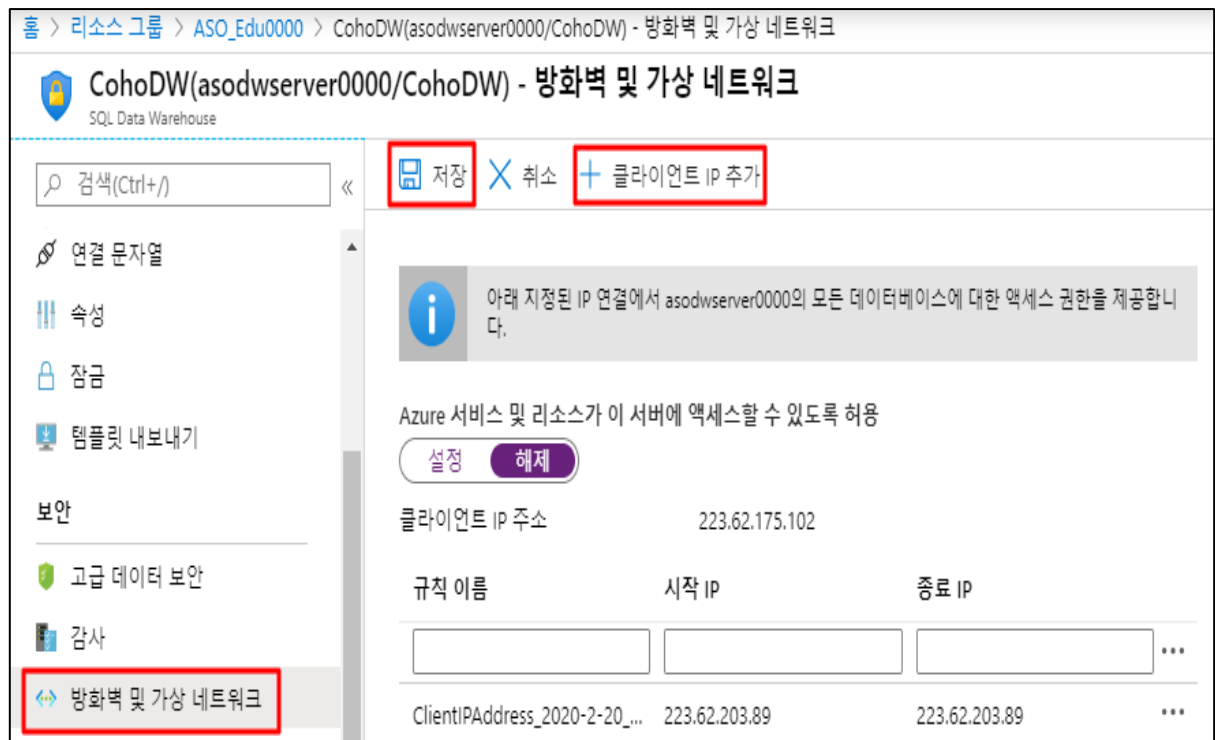 홈 > 리소스 그룹 > ASO_Edu0000 > CohoDW(asodwserver0000/CohoDW) - 방화벽 및 가상 네트워크
CohoDW(asodwserver0000/CohoDW) - 방화벽 및 가상 네트워크
SQL Data Warehouse
검색(Ctrl+/)
«
연결 문자열
속성
잠금
템플릿 내보내기
보안
고급 데이터 보안
감사
방화벽 및 가상 네트워크
저장 취소 클라이언트 IP 추가
아래 지정된 IP 연결에서 asodwserver0000의 모든 데이터베이스에 대한 액세스 권한을 제공합니
다.
Azure 서비스 및 리소스가 이 서버에 액세스할 수 있도록 허용
설정 해제
클라이언트 IP 주소 223.62.175.102
규칙 이름 시작 IP 종료 IP
ClientIPAddress_2020-2-20_... 223.62.203.89 223.62.203.89